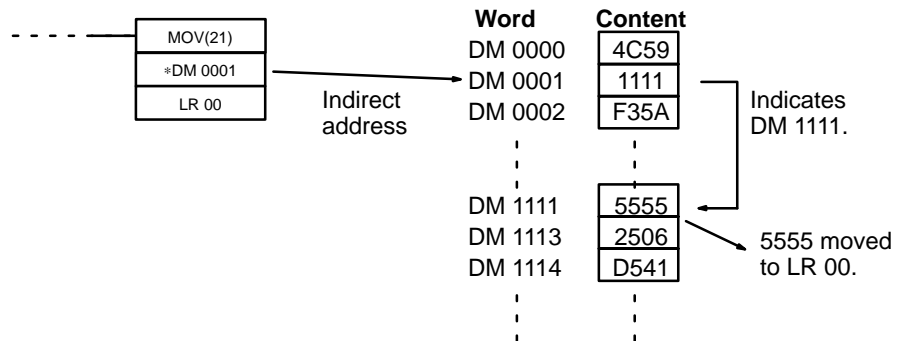 MOV(21)
∗DM 0001
LR 00
Indirect
address
Word Content
DM 0000 4C59
DM 0001 1111
DM 0002 F35A
Indicates
DM 1111.
DM 1111 5555
DM 1113 2506
DM 1114 D541
5555 moved
to LR 00.